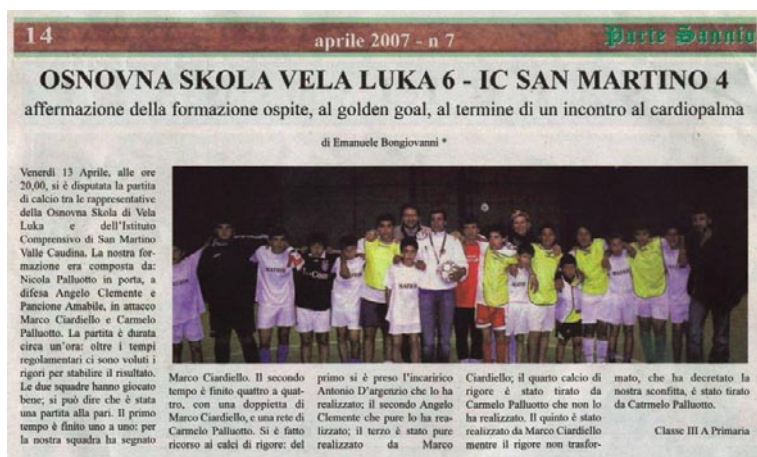 14
aprile 2007 - n 7
Parte Sannio
OSNOVNA SKOLA VELA LUKA 6 - IC SAN MARTINO 4
affermazione della formazione ospite, al golden goal, al termine di un incontro al cardiopalma
di Emanuele Bongiovanni *
Venerdì 13 Aprile, alle ore
20,00, si è disputata la partita
di calcio tra le rappresentative
della Osnovna Skola di Vela
Luka e dell'Istituto
Comprensivo di San Martino
Valle Caudina. La nostra for-
mazione era composta da:
Nicola Palluotto in porta, a
difesa Angelo Clemente e
Pancione Amabile, in attacco
Marco Ciardiello e Carmelo
Palluotto. La partita è durata
circa un'ora: oltre i tempi
regolamentari ci sono voluti i
rigori per stabilire il risultato.
Le due squadre hanno giocato
bene; si può dire che è stata
una partita alla pari. Il primo
tempo è finito uno a uno: per
la nostra squadra ha segnato
Marco Ciardiello. Il secondo
tempo è finito quattro a quat-
tro, con una doppietta di
Marco Ciardiello, e una rete di
Carmelo Palluotto. Si è fatto
ricorso ai calci di rigore: del
primo si è preso l'incaririco
Antonio D'argenzio che lo ha
realizzato; il secondo Angelo
Clemente che pure lo ha rea-
lizzato; il terzo è stato pure
realizzato da Marco
Ciardiello; il quarto calcio di
rigore è stato tirato da
Carmelo Palluotto che non lo
ha realizzato. Il quinto è stato
realizzato da Marco Ciardiello
mentre il rigore non trasfor-
mato, che ha decretato la
nostra sconfitta, è stato tirato
da Catrmelo Palluotto.
Classe III A Primaria